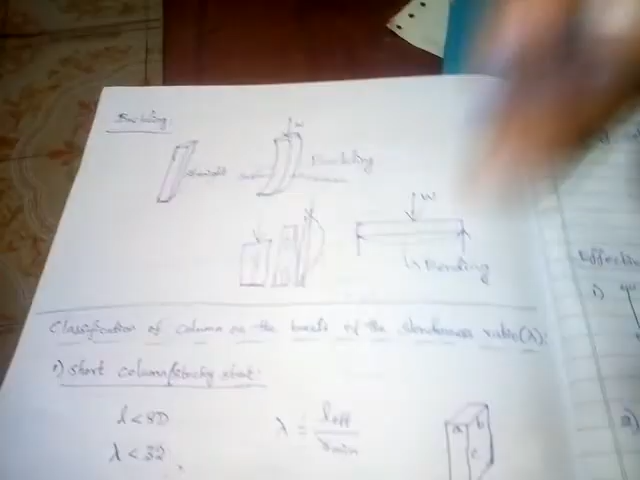 Buckling:
W
Buckling
W
↳ Bending
Classification of column on the basis of the slenderness ratio (λ):
1) short column/stocky strut:
l < 8D
λ = leff / rmin
λ < 32
a b
c
Effective
i)